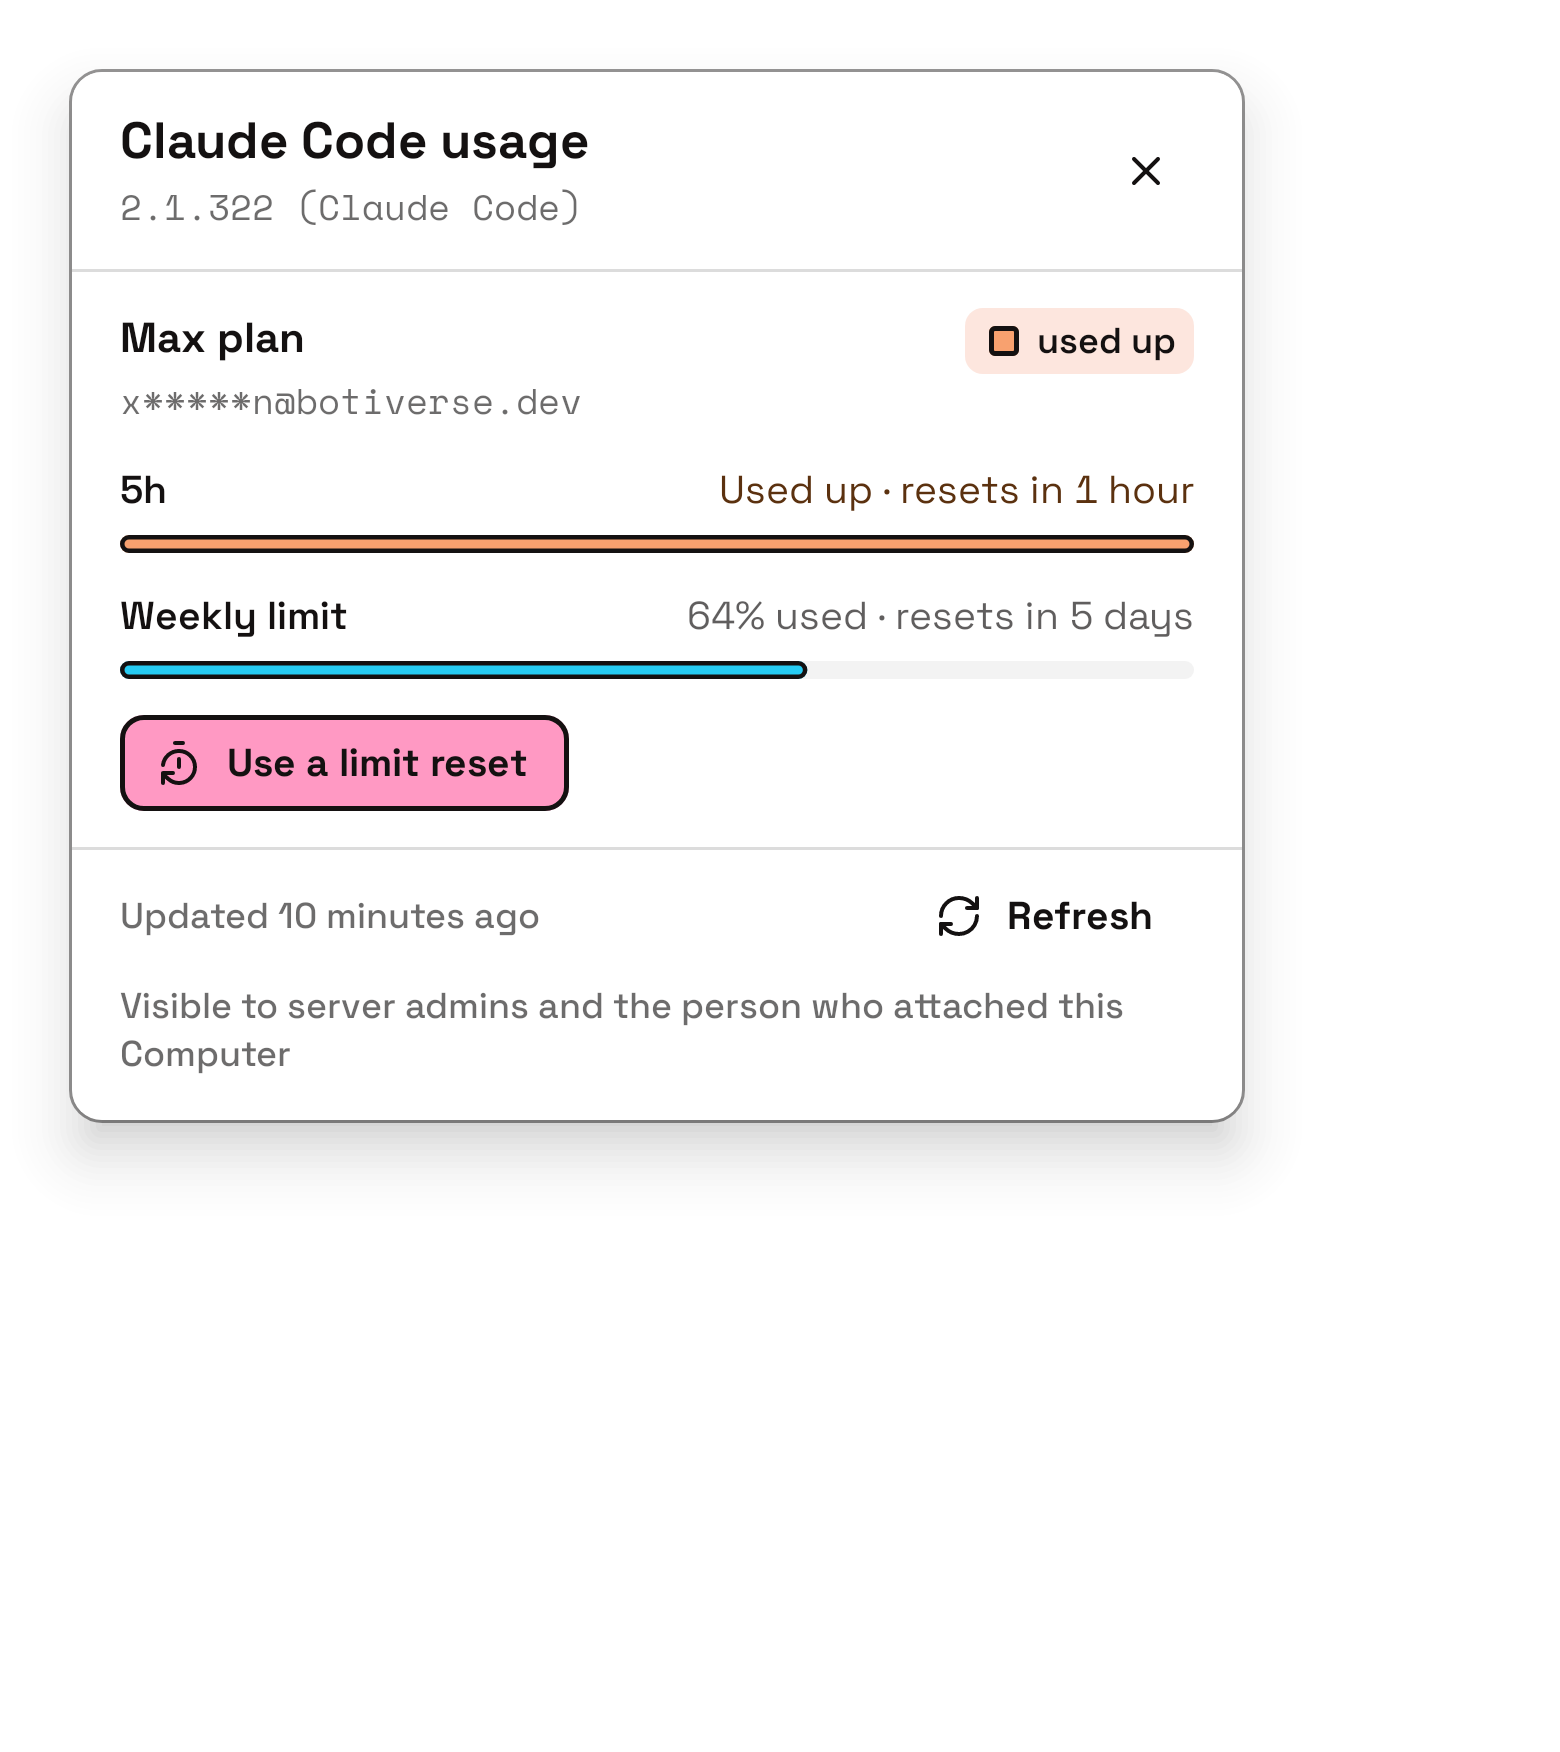 Claude Code usage
2.1.322 (Claude Code)
Max plan
used up
x*****n@botiverse.dev
5h
Used up · resets in 1 hour
Weekly limit
64% used · resets in 5 days
Use a limit reset
Updated 10 minutes ago
Refresh
Visible to server admins and the person who attached this
Computer